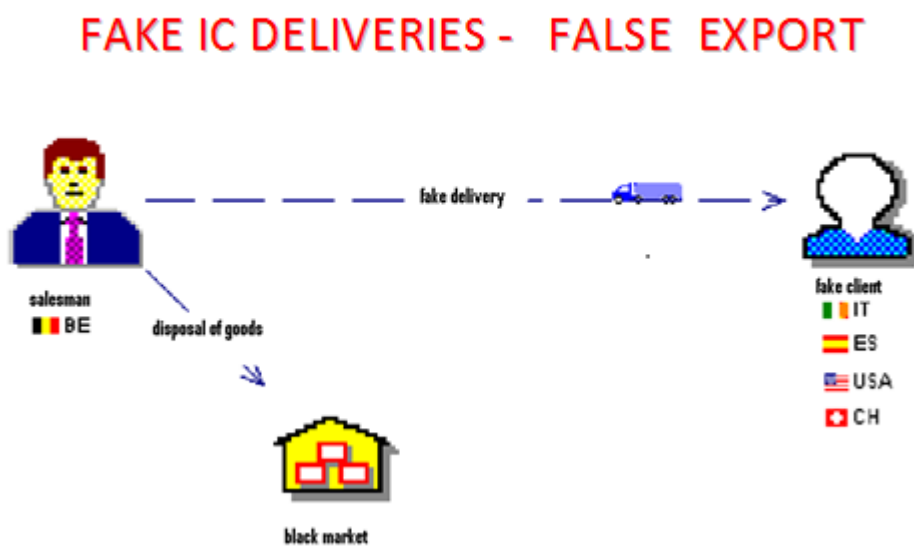 FAKE IC DELIVERIES - FALSE EXPORT
fake delivery
salesman
BE
disposal of goods
fake client
IT
ES
USA
CH
black market